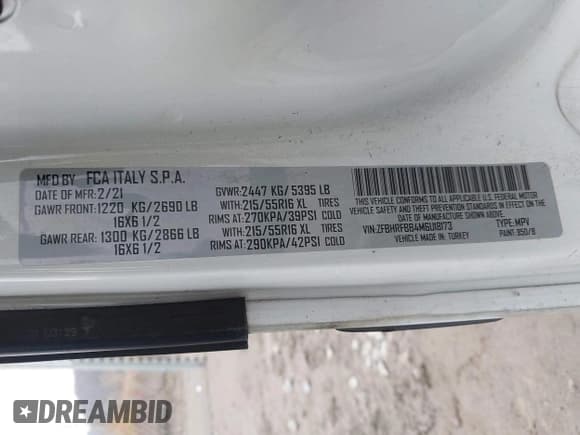 MFD BY FCA ITALY S.P.A.
DATE OF MFR: 2/21 GVWR: 2447 KG/ 5395 LB
GAWR FRONT: 1220 KG/2690 LB WITH: 215/55R16 XL TIRES
16X6 1/2 RIMS AT: 270KPA/39PSI COLD
GAWR REAR: 1300 KG/2866 LB WITH: 215/55R16 XL TIRES
16X6 1/2 RIMS AT: 290KPA/42PSI COLD
THIS VEHICLE CONFORMS TO ALL APPLICABLE U.S. FEDERAL MOTOR
VEHICLE SAFETY STANDARDS IN EFFECT ON THE
DATE OF MANUFACTURE SHOWN ABOVE.
MADE IN TURKEY TYPE: MPV
PAINT: 950/B
DREAMBID